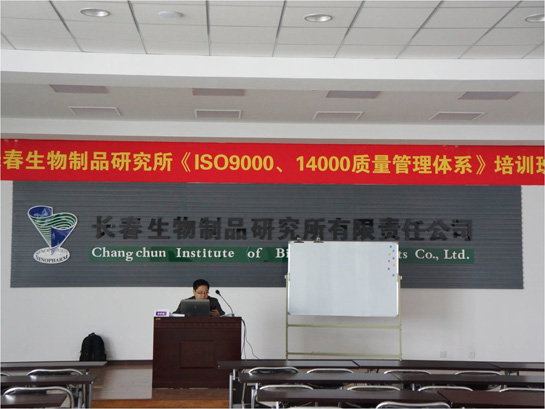 春生物制品研究所《ISO9000、14000质量管理体系》培训班
长春生物制品研究所有限责任公司
Changchun Institute of Bi ts Co., Ltd.
SINOPHARM